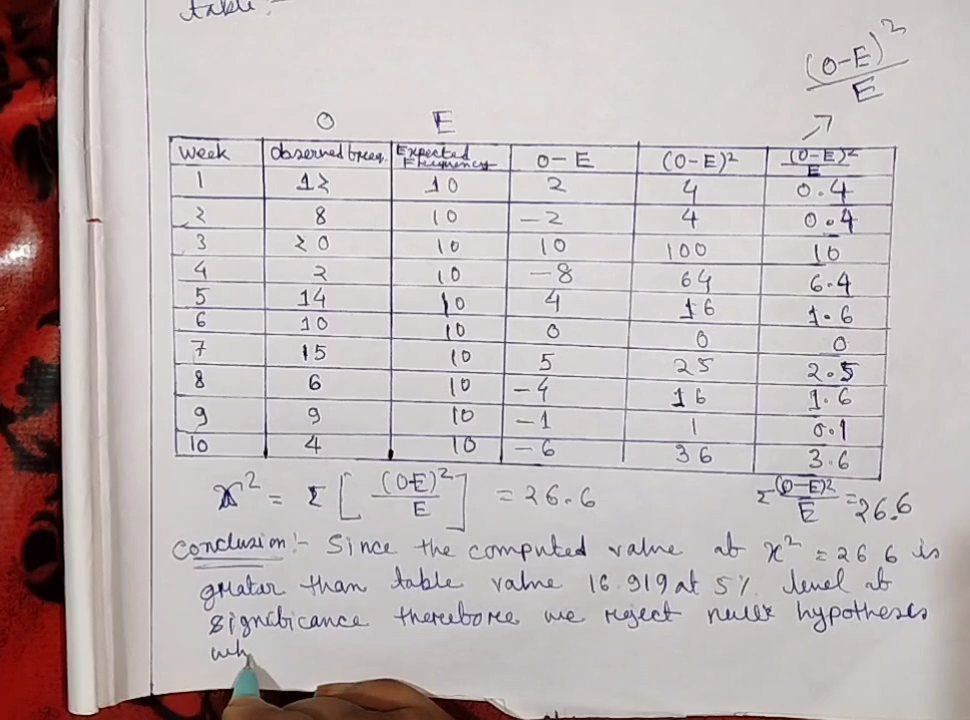 table :-
(O-E)²
E
O E
Week Observed freq. Expected Frequency O-E (O-E)² (O-E)²/E
1 12 10 2 4 0.4
2 8 10 -2 4 0.4
3 20 10 10 100 10
4 2 10 -8 64 6.4
5 14 10 4 16 1.6
6 10 10 0 0 0
7 15 10 5 25 2.5
8 6 10 -4 16 1.6
9 9 10 -1 1 0.1
10 4 10 -6 36 3.6
x² = Σ [ (O-E)²/E ] = 26.6 Σ (O-E)²/E = 26.6
Conclusion :- Since the computed value of x² = 26.6 is
greater than table value 16.919 at 5% level of
significance therefore we reject null hypotheses
wh